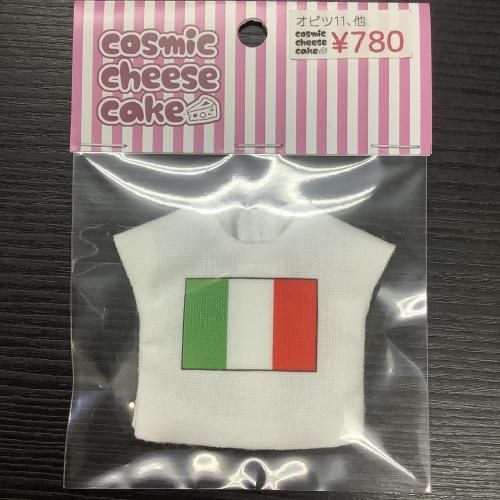 cosmic
cheese
cake
オビツ11、他
cosmic
cheese
cake
¥780